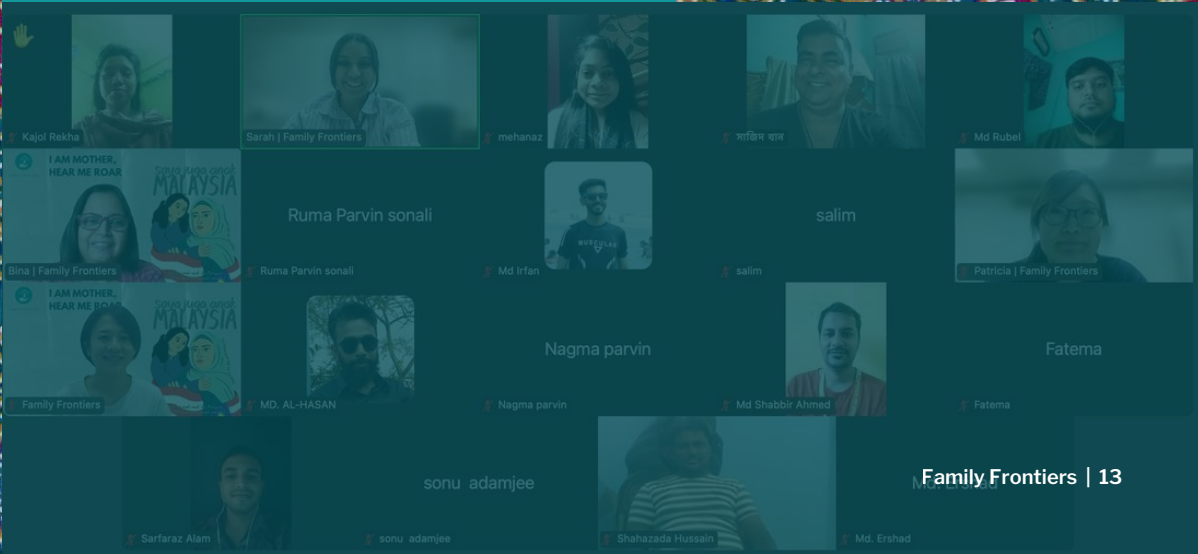 Kajol Rekha
Sarah | Family Frontiers
mehanaz
সাজিদ খান
Md Rubel
I AM MOTHER,
HEAR ME ROAR
Saya juga anak
MALAYSIA
Bina | Family Frontiers
Ruma Parvin sonali
Ruma Parvin sonali
MUSCULAR
Md Irfan
salim
salim
Patricia | Family Frontiers
I AM MOTHER,
HEAR ME ROAR
Saya juga anak
MALAYSIA
Family Frontiers
MD. AL-HASAN
Nagma parvin
Nagma parvin
Md Shabbir Ahmed
Fatema
Fatema
Sarfaraz Alam
sonu adamjee
sonu adamjee
Shahazada Hussain
Md. Ershad
Family Frontiers | 13
Md. Ershad